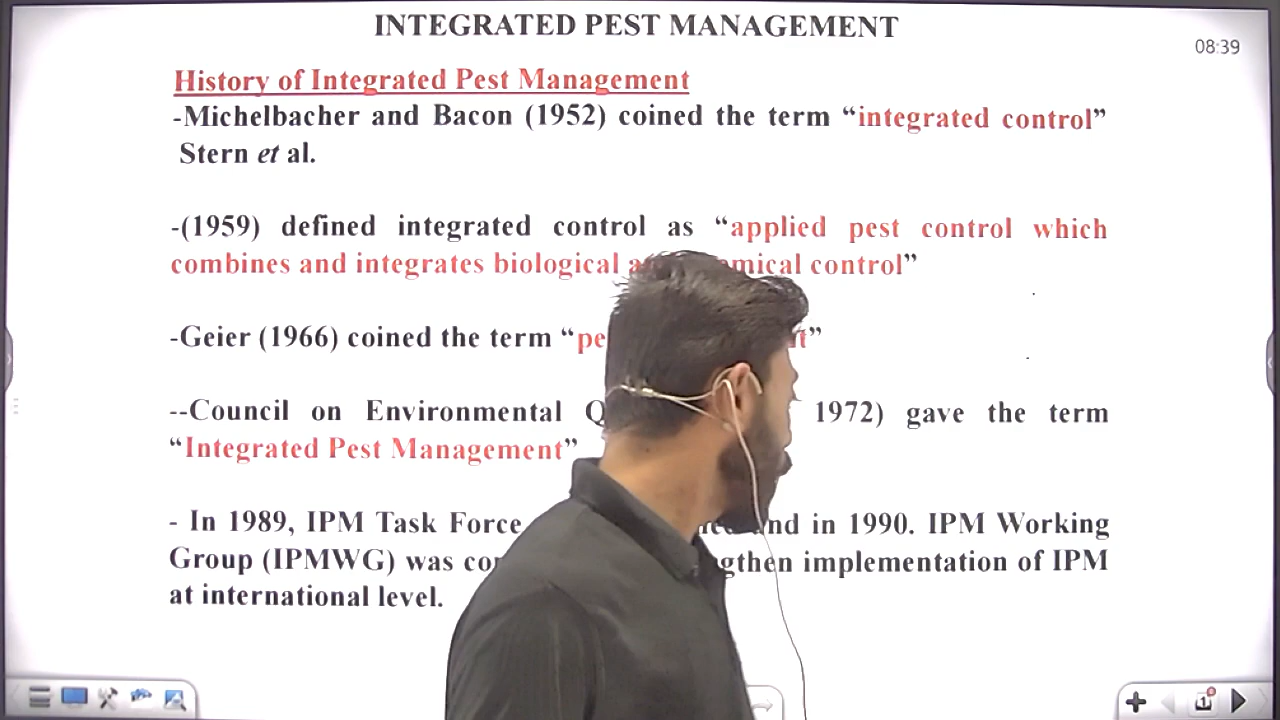 INTEGRATED PEST MANAGEMENT
08:39
History of Integrated Pest Management
-Michelbacher and Bacon (1952) coined the term “integrated control”
Stern et al.
-(1959) defined integrated control as “applied pest control which
combines and integrates biological control”
-Geier (1966) coined the term “
--Council on Environmental 1972) gave the term
“Integrated Pest Management”
- In 1989, IPM Task Force and in 1990. IPM Working
Group (IPMWG) was implementation of IPM
at international level.